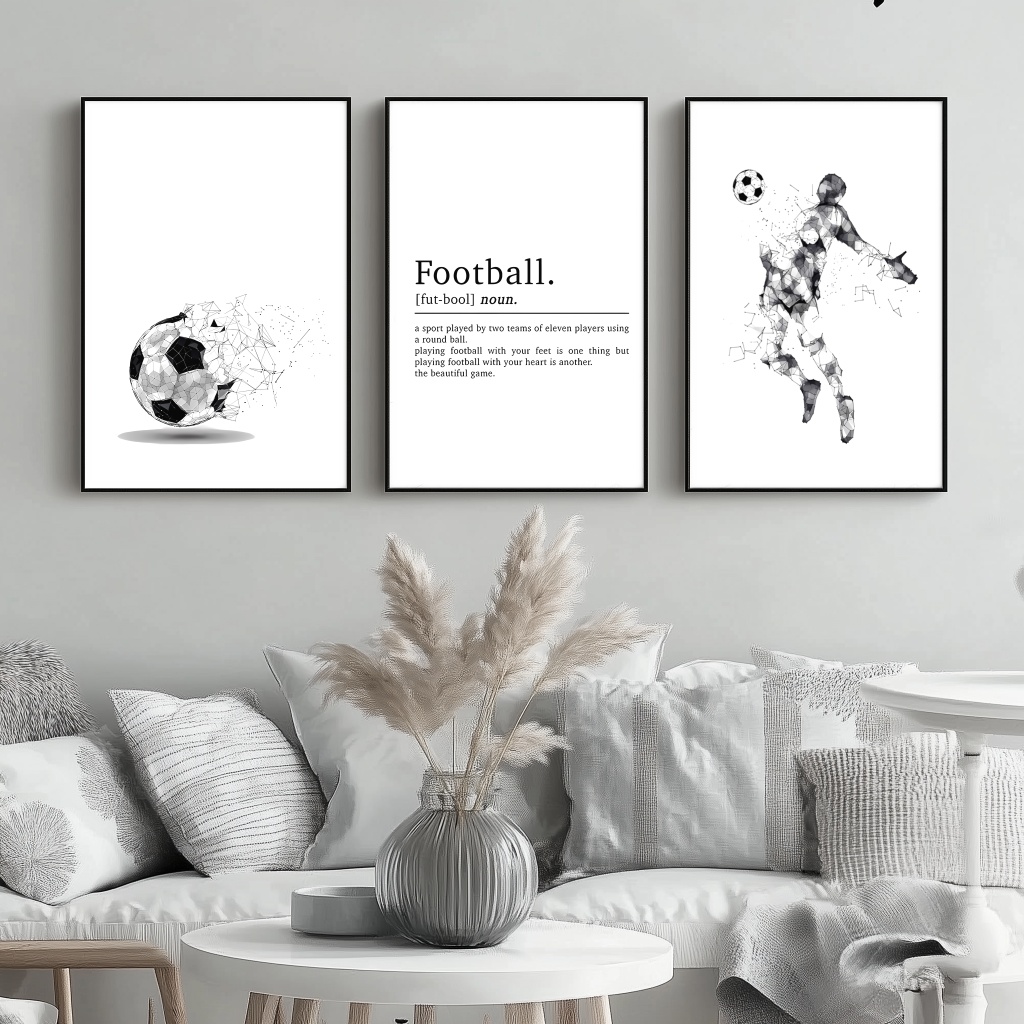 Football.
[fut-bool] noun.
a sport played by two teams of eleven players using
a round ball.
playing football with your feet is one thing but
playing football with your heart is another.
the beautiful game.